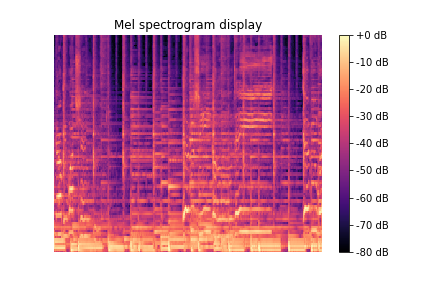 Mel spectrogram display
+0 dB
-10 dB
-20 dB
-30 dB
-40 dB
-50 dB
-60 dB
-70 dB
-80 dB